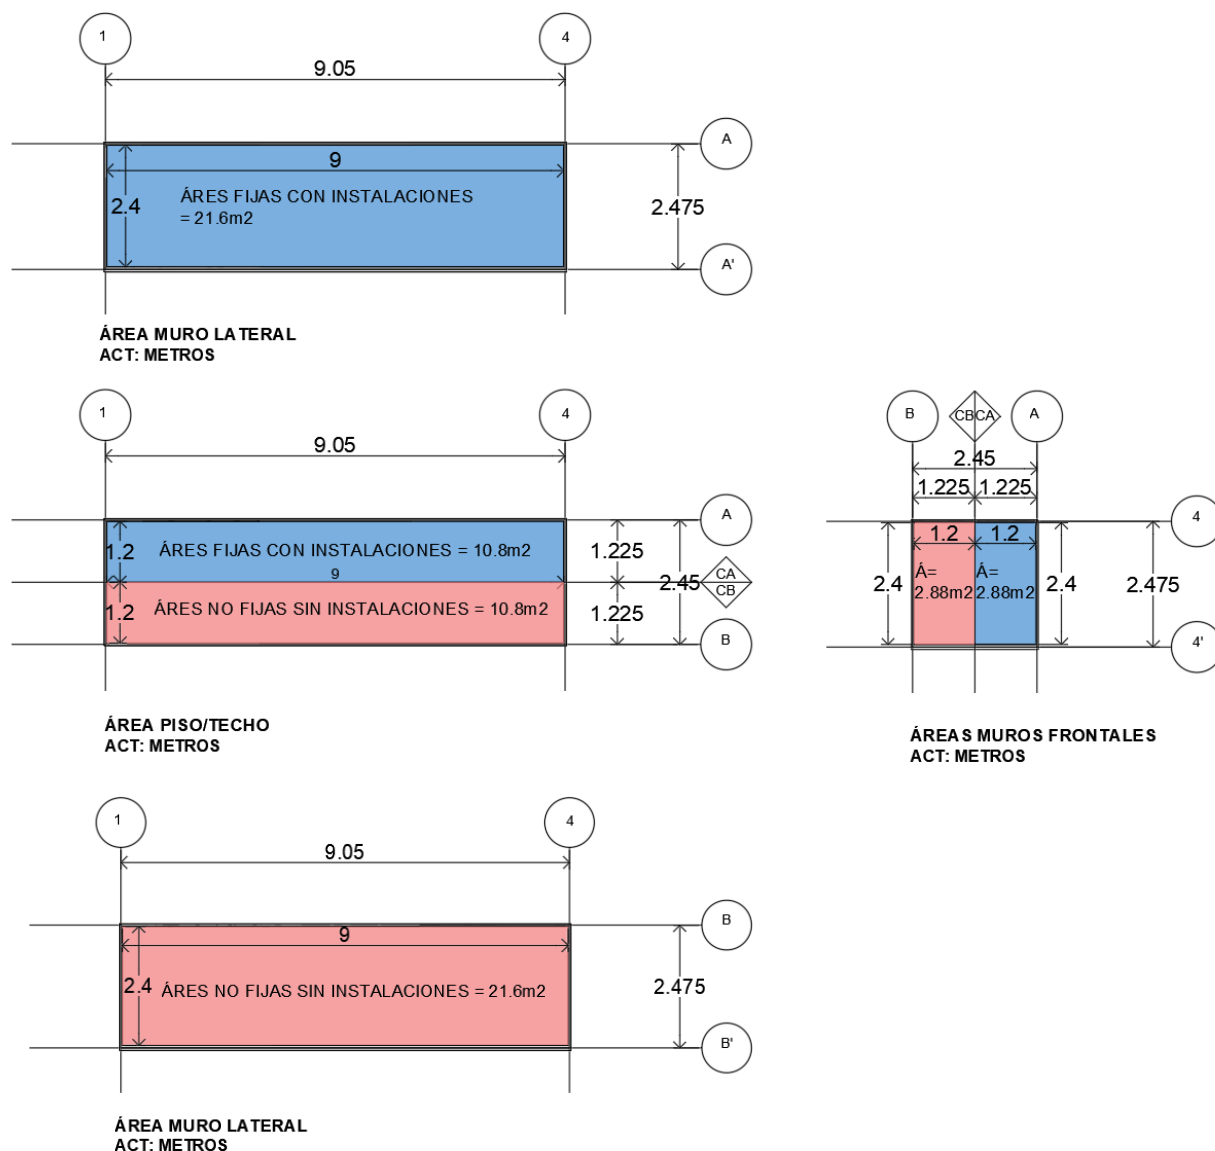 1
4
9.05
A
9
2.4
ÁRES FIJAS CON INSTALACIONES
= 21.6m2
2.475
A'
ÁREA MURO LATERAL
ACT: METROS
1
4
9.05
A
1.2
ÁRES FIJAS CON INSTALACIONES = 10.8m2
9
1.225
2.45
CA
CB
1.2
ÁRES NO FIJAS SIN INSTALACIONES = 10.8m2
1.225
B
ÁREA PISO/TECHO
ACT: METROS
B
CBCA
A
2.45
1.225
1.225
4
1.2
1.2
2.4
Á=
2.88m2
Á=
2.88m2
2.4
2.475
4'
ÁREAS MUROS FRONTALES
ACT: METROS
1
4
9.05
B
9
2.4
ÁRES NO FIJAS SIN INSTALACIONES = 21.6m2
2.475
B'
ÁREA MURO LATERAL
ACT: METROS